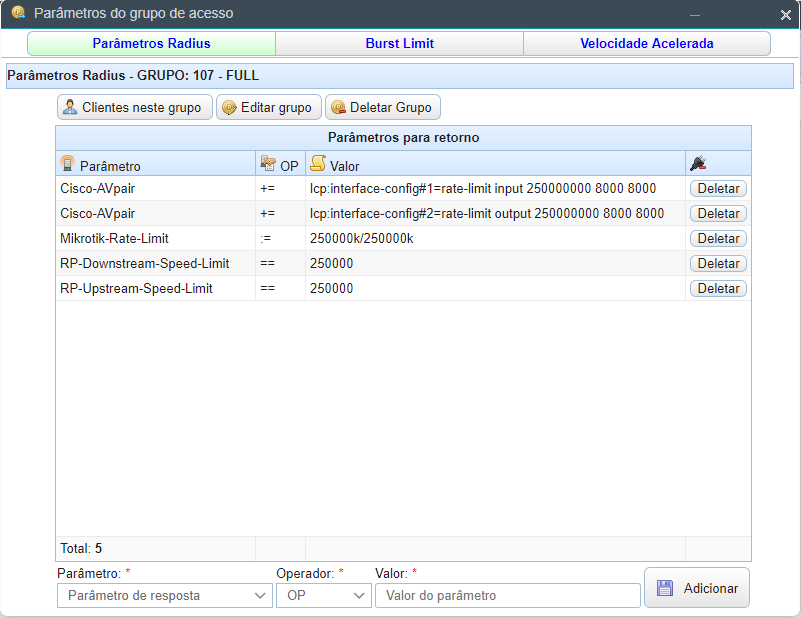 Parâmetros do grupo de acesso
Parâmetros Radius Burst Limit Velocidade Acelerada
Parâmetros Radius - GRUPO: 107 - FULL
Clientes neste grupo Editar grupo Deletar Grupo
Parâmetros para retorno
Parâmetro OP Valor
Cisco-AVpair += lcp:interface-config#1=rate-limit input 250000000 8000 8000 Deletar
Cisco-AVpair += lcp:interface-config#2=rate-limit output 250000000 8000 8000 Deletar
Mikrotik-Rate-Limit := 250000k/250000k Deletar
RP-Downstream-Speed-Limit == 250000 Deletar
RP-Upstream-Speed-Limit == 250000 Deletar
Total: 5
Parâmetro: * Operador: * Valor: *
Parâmetro de resposta OP Valor do parâmetro Adicionar